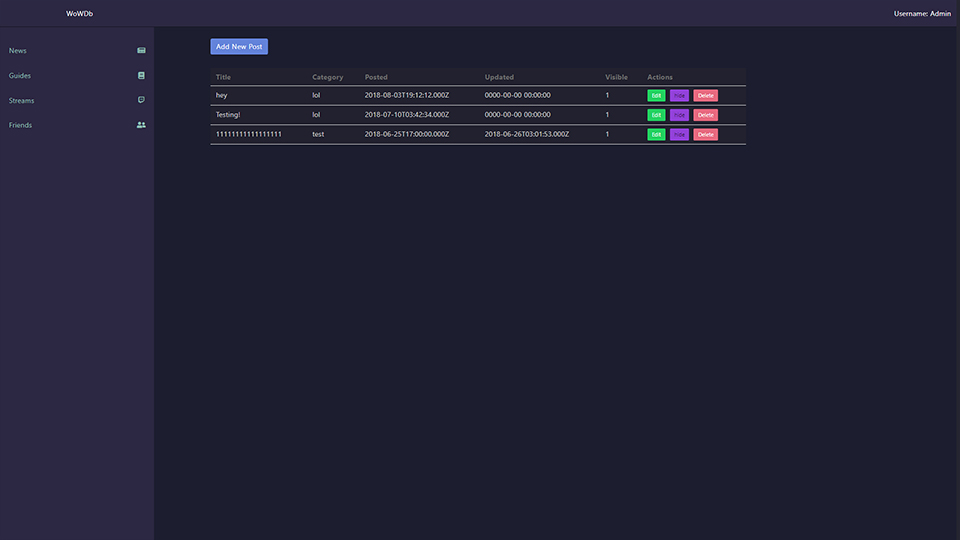 WoWDb
Username: Admin
News
Guides
Streams
Friends
Add New Post
Title Category Posted Updated Visible Actions
hey lol 2018-08-03T19:12:12.000Z 0000-00-00 00:00:00 1 Edit Hide Delete
Testing! lol 2018-07-10T03:42:34.000Z 0000-00-00 00:00:00 1 Edit Hide Delete
11111111111111111 test 2018-06-25T17:00:00.000Z 2018-06-26T03:01:53.000Z 1 Edit Hide Delete